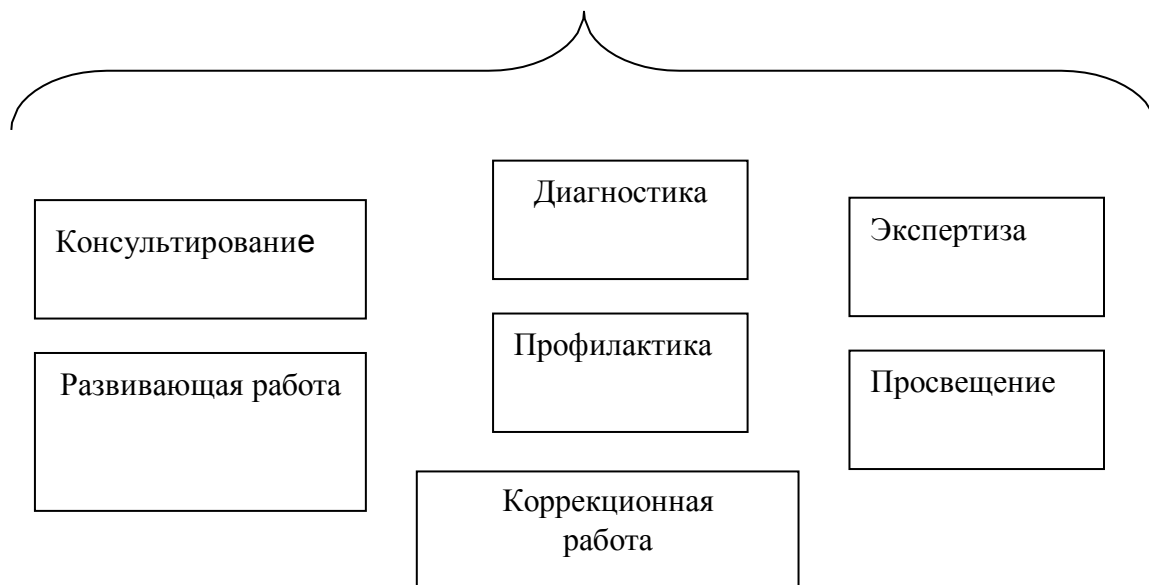 Диагностика
Консультирование
Экспертиза
Профилактика
Развивающая работа
Просвещение
Коррекционная
работа